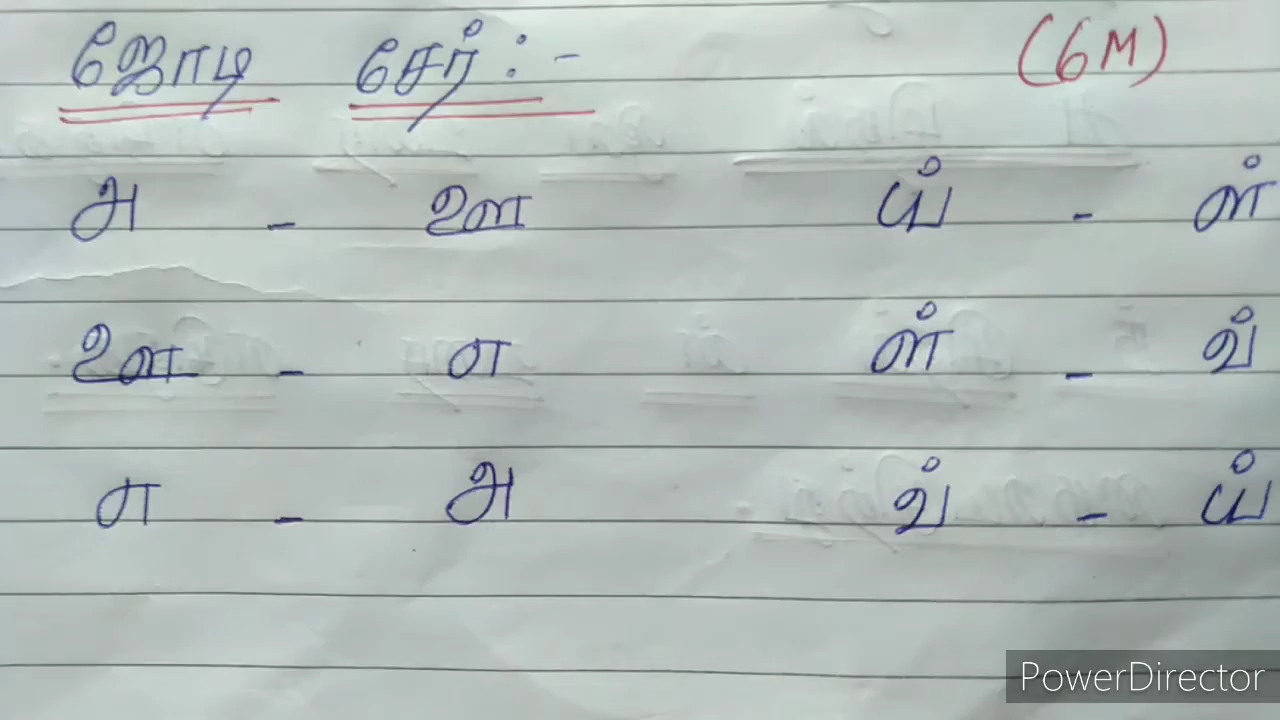 ஜோடி சேர் :- (6M)
அ - ஊ ய் - ள்
ஊ - எ ள் - வ்
எ - அ வ் - ய்
PowerDirector